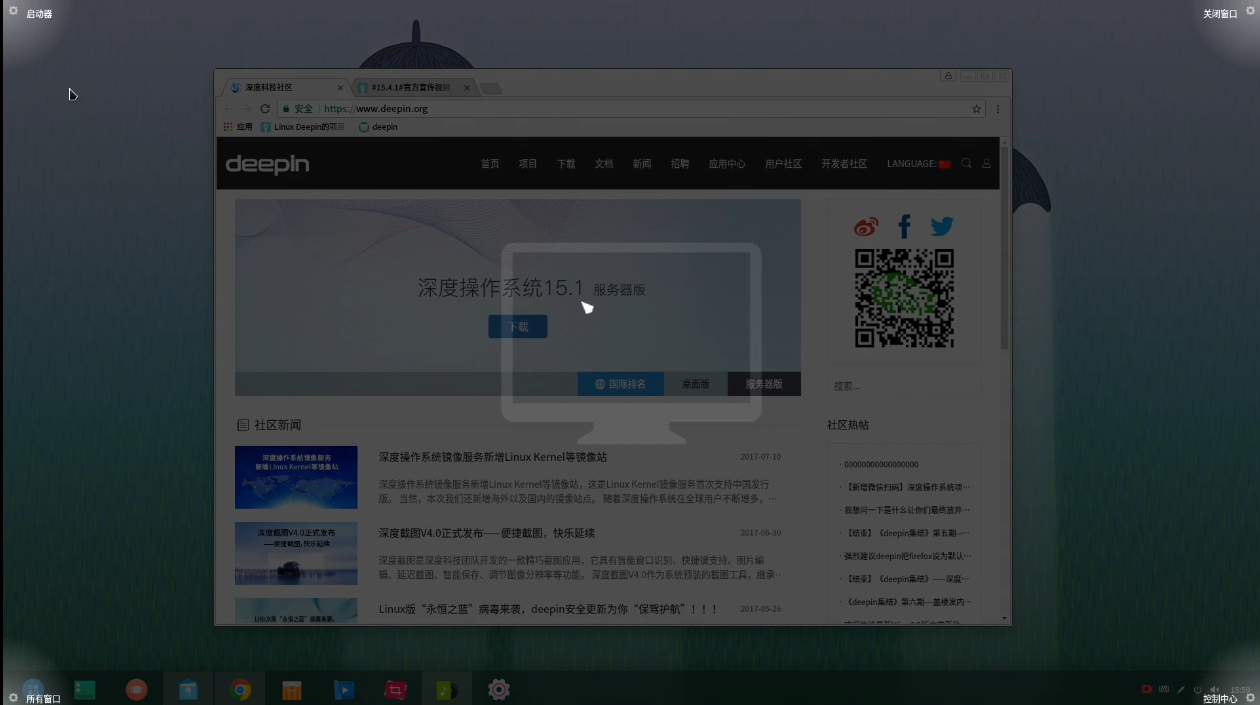 启动器
关闭窗口
深度科技社区
#15.4.1#官方宣传视频
安全
https://www.deepin.org
应用
Linux Deepin的项目
deepin
deepin
首页
项目
下载
文档
新闻
招聘
应用中心
用户社区
开发者社区
LANGUAGE:
深度操作系统15.1 服务器版
下载
国际排名
桌面版
服务器版
搜索...
社区新闻
社区热帖
深度操作系统镜像服务
新增Linux Kernel等镜像站
深度操作系统镜像服务新增Linux Kernel等镜像站
2017-07-10
深度操作系统镜像服务新增Linux Kernel等镜像站，这是Linux Kernel镜像服务首次支持中国发行
版。 当然，本次我们还新增海外以及国内的镜像站点。 随着深度操作系统在全球用户不断增多，…
深度截图V4.0正式发布
——便捷截图，快乐延续
深度截图V4.0正式发布——便捷截图，快乐延续
2017-06-30
深度截图是深度科技团队开发的一款精巧截图应用，它具有智能窗口识别、快捷键支持、图片编
辑、延迟截图、智能保存、调节图像分辨率等功能。 深度截图V4.0作为系统预装的截图工具，继承…
Linux版“永恒之蓝”病毒来袭，
Linux版“永恒之蓝”病毒来袭，deepin安全更新为你“保驾护航”！！！
2017-05-26
· 00000000000000000
· 【新增微信扫码】深度操作系统项…
· 我想问一下是什么让你们最终放弃…
· 【结束】《deepin集结》第五期--…
· 强烈建议deepin把firefox设为默认…
· 【结束】《deepin集结》----深度…
· 《deepin集结》第六期---盖楼发内…
所有窗口
控制中心
15:59